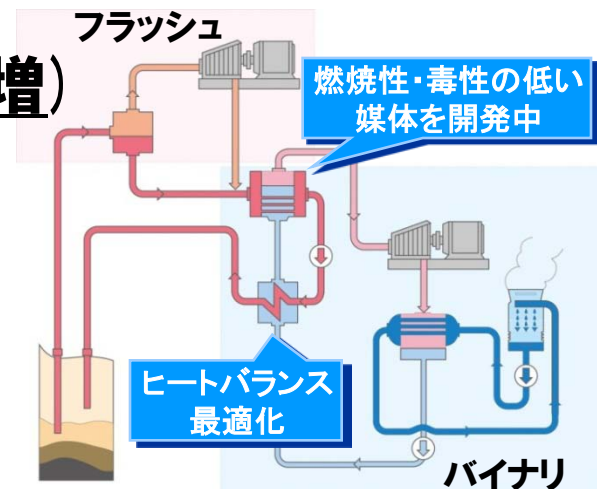 フラッシュ
増)
燃焼性・毒性の低い
媒体を開発中
ヒートバランス
最適化
バイナリ